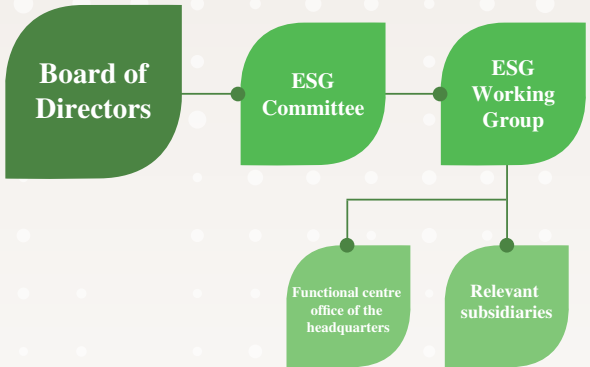 Board of
Directors
ESG
Committee
ESG
Working
Group
Functional centre
office of the
headquarters
Relevant
subsidiaries